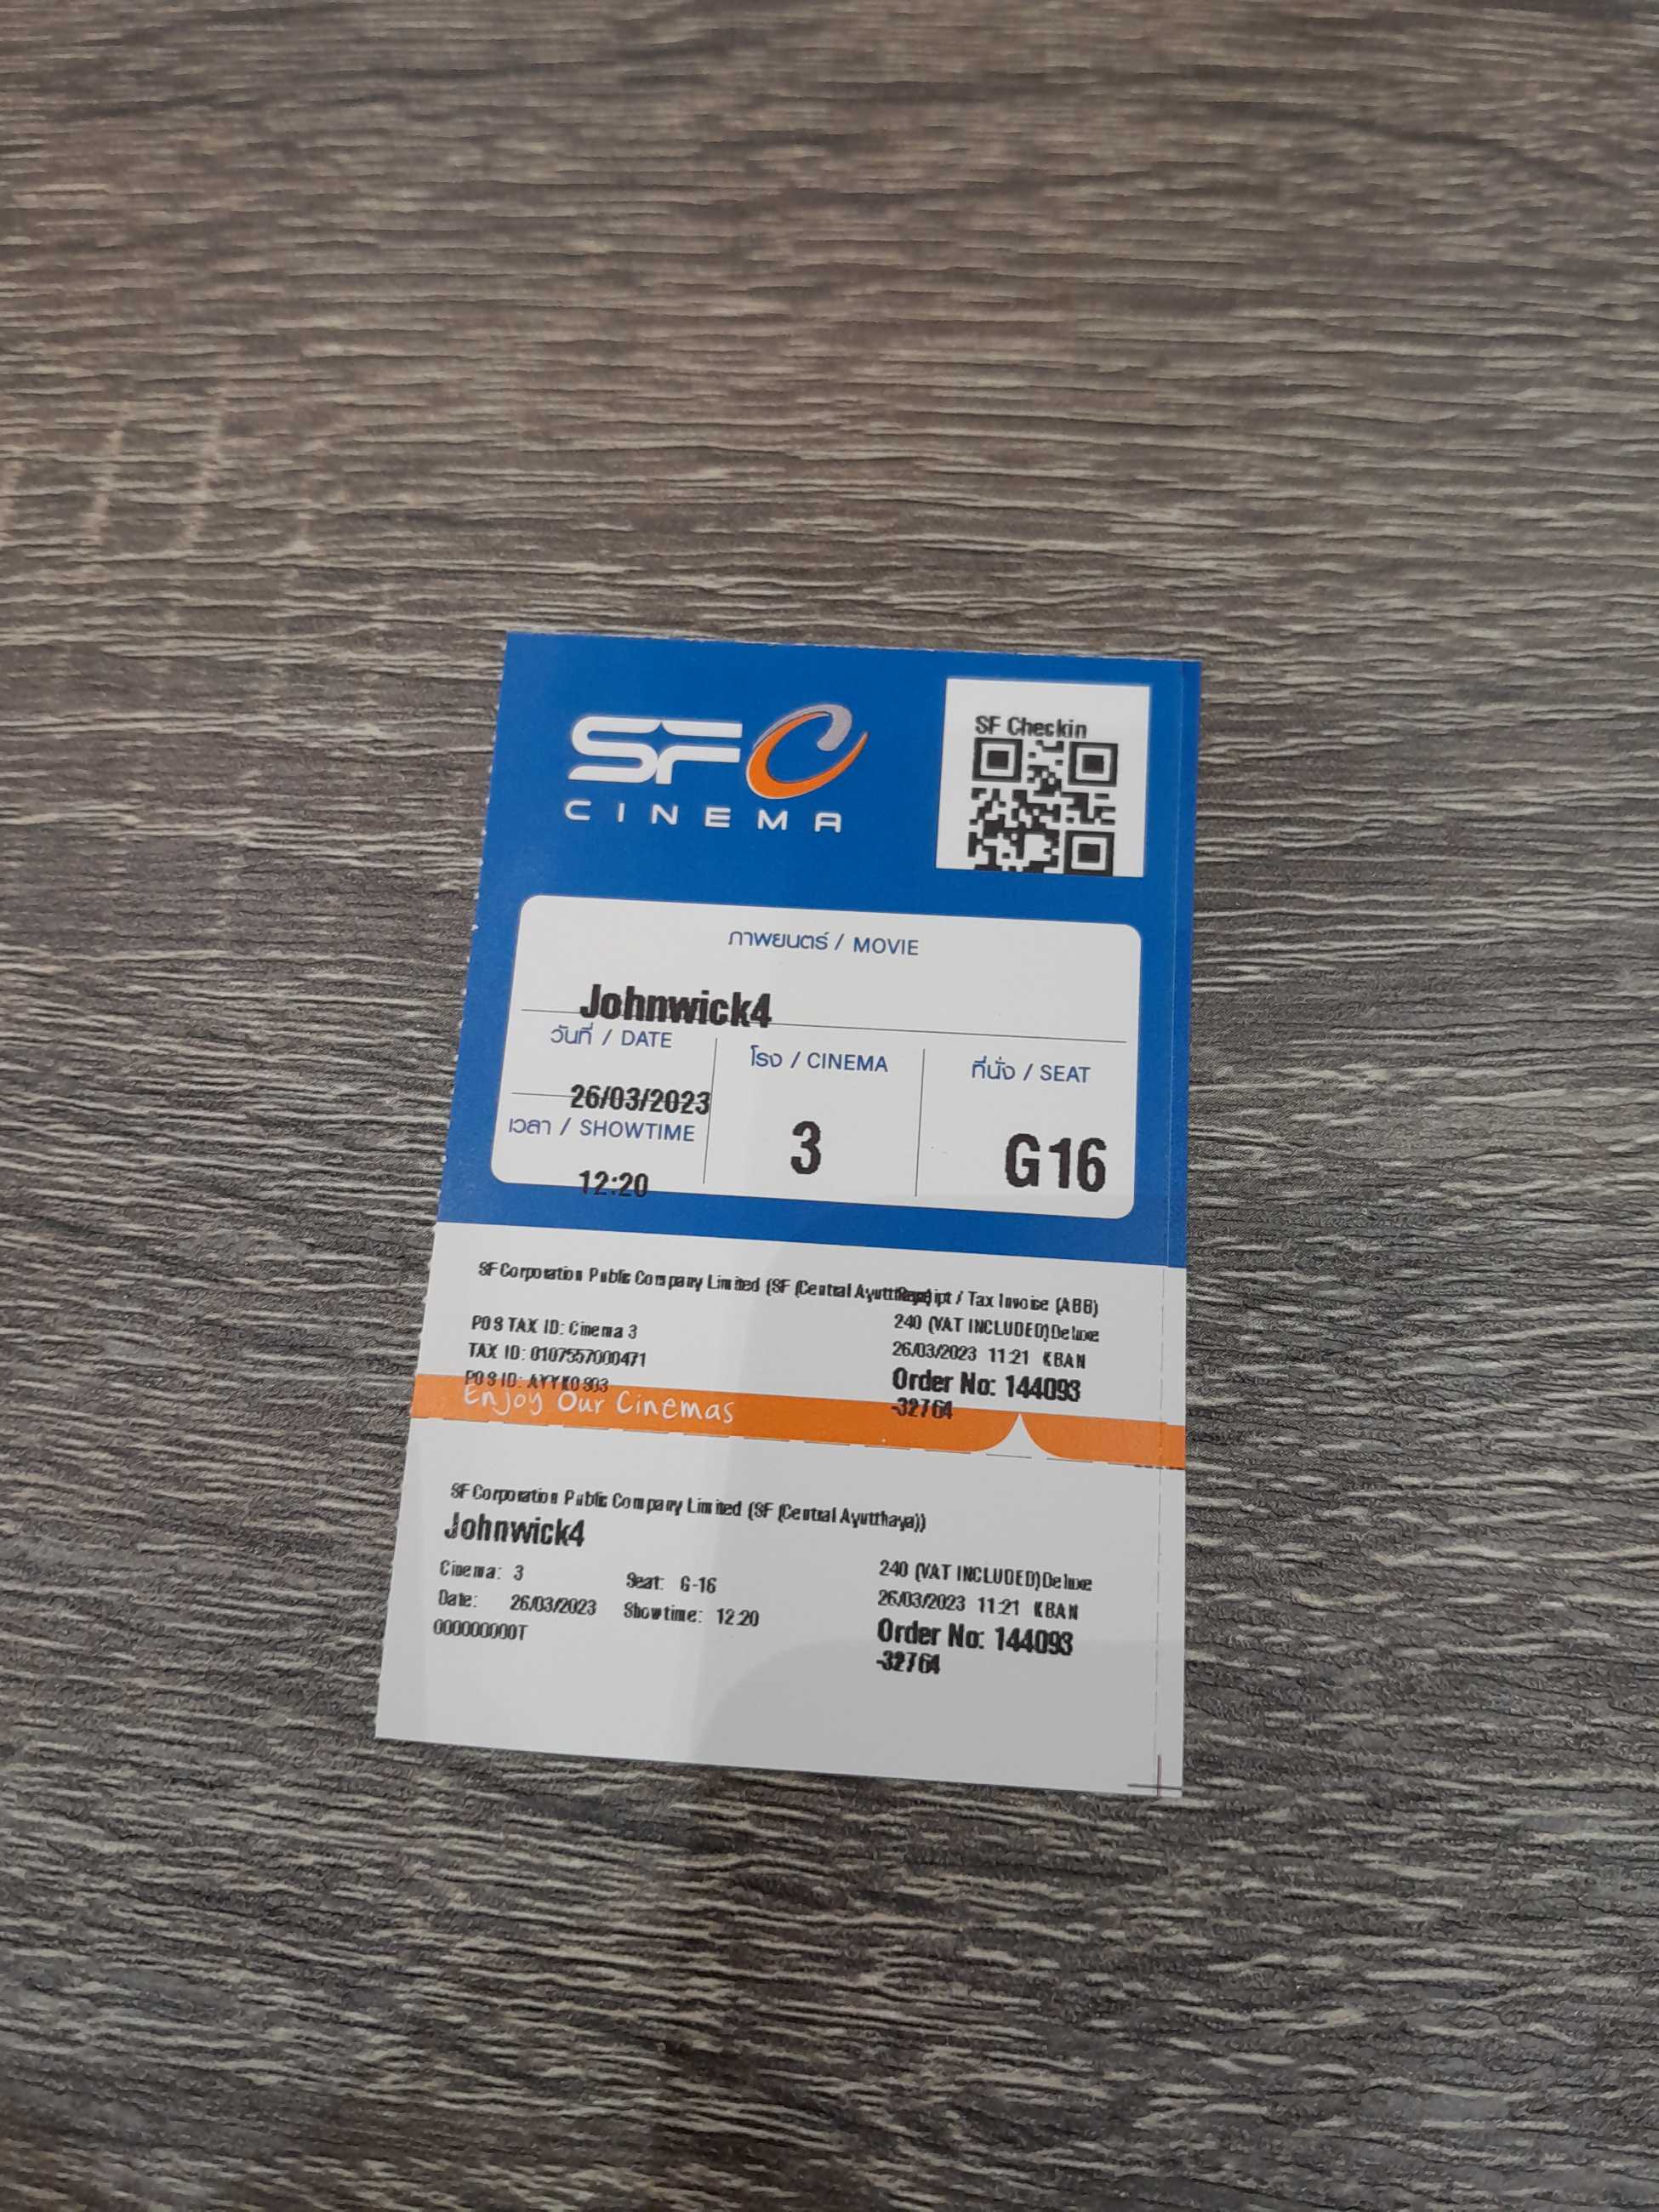 SFC
CINEMA
SF Checkin
ภาพยนตร์ / MOVIE
Johnwick4
วันที่ / DATE
26/03/2023
เวลา / SHOWTIME
12:20
โรง / CINEMA
3
ที่นั่ง / SEAT
G16
SF Corporation Public Company Limited (SF (Central Ayutthaya) Receipt / Tax Invoice (ABB)
POS TAX ID: Cinema 3
240 (VAT INCLUDED)Deluxe
TAX ID: 0107557000471
26/03/2023 11:21 KBAN
POS ID:
Order No: 144093
-32764
Enjoy Our Cinemas
SF Corporation Public Company Limited (SF (Central Ayutthaya))
Johnwick4
Cinema: 3 Seat: G-16
240 (VAT INCLUDED)Deluxe
Date: 26/03/2023 Showtime: 12:20
26/03/2023 11:21 KBAN
000000000T
Order No: 144093
-32764